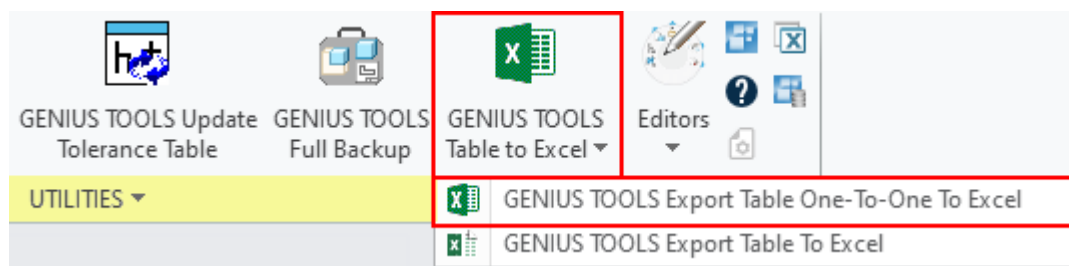 GENIUS TOOLS Update
Tolerance Table
GENIUS TOOLS
Full Backup
GENIUS TOOLS
Table to Excel
Editors
UTILITIES
GENIUS TOOLS Export Table One-To-One To Excel
GENIUS TOOLS Export Table To Excel